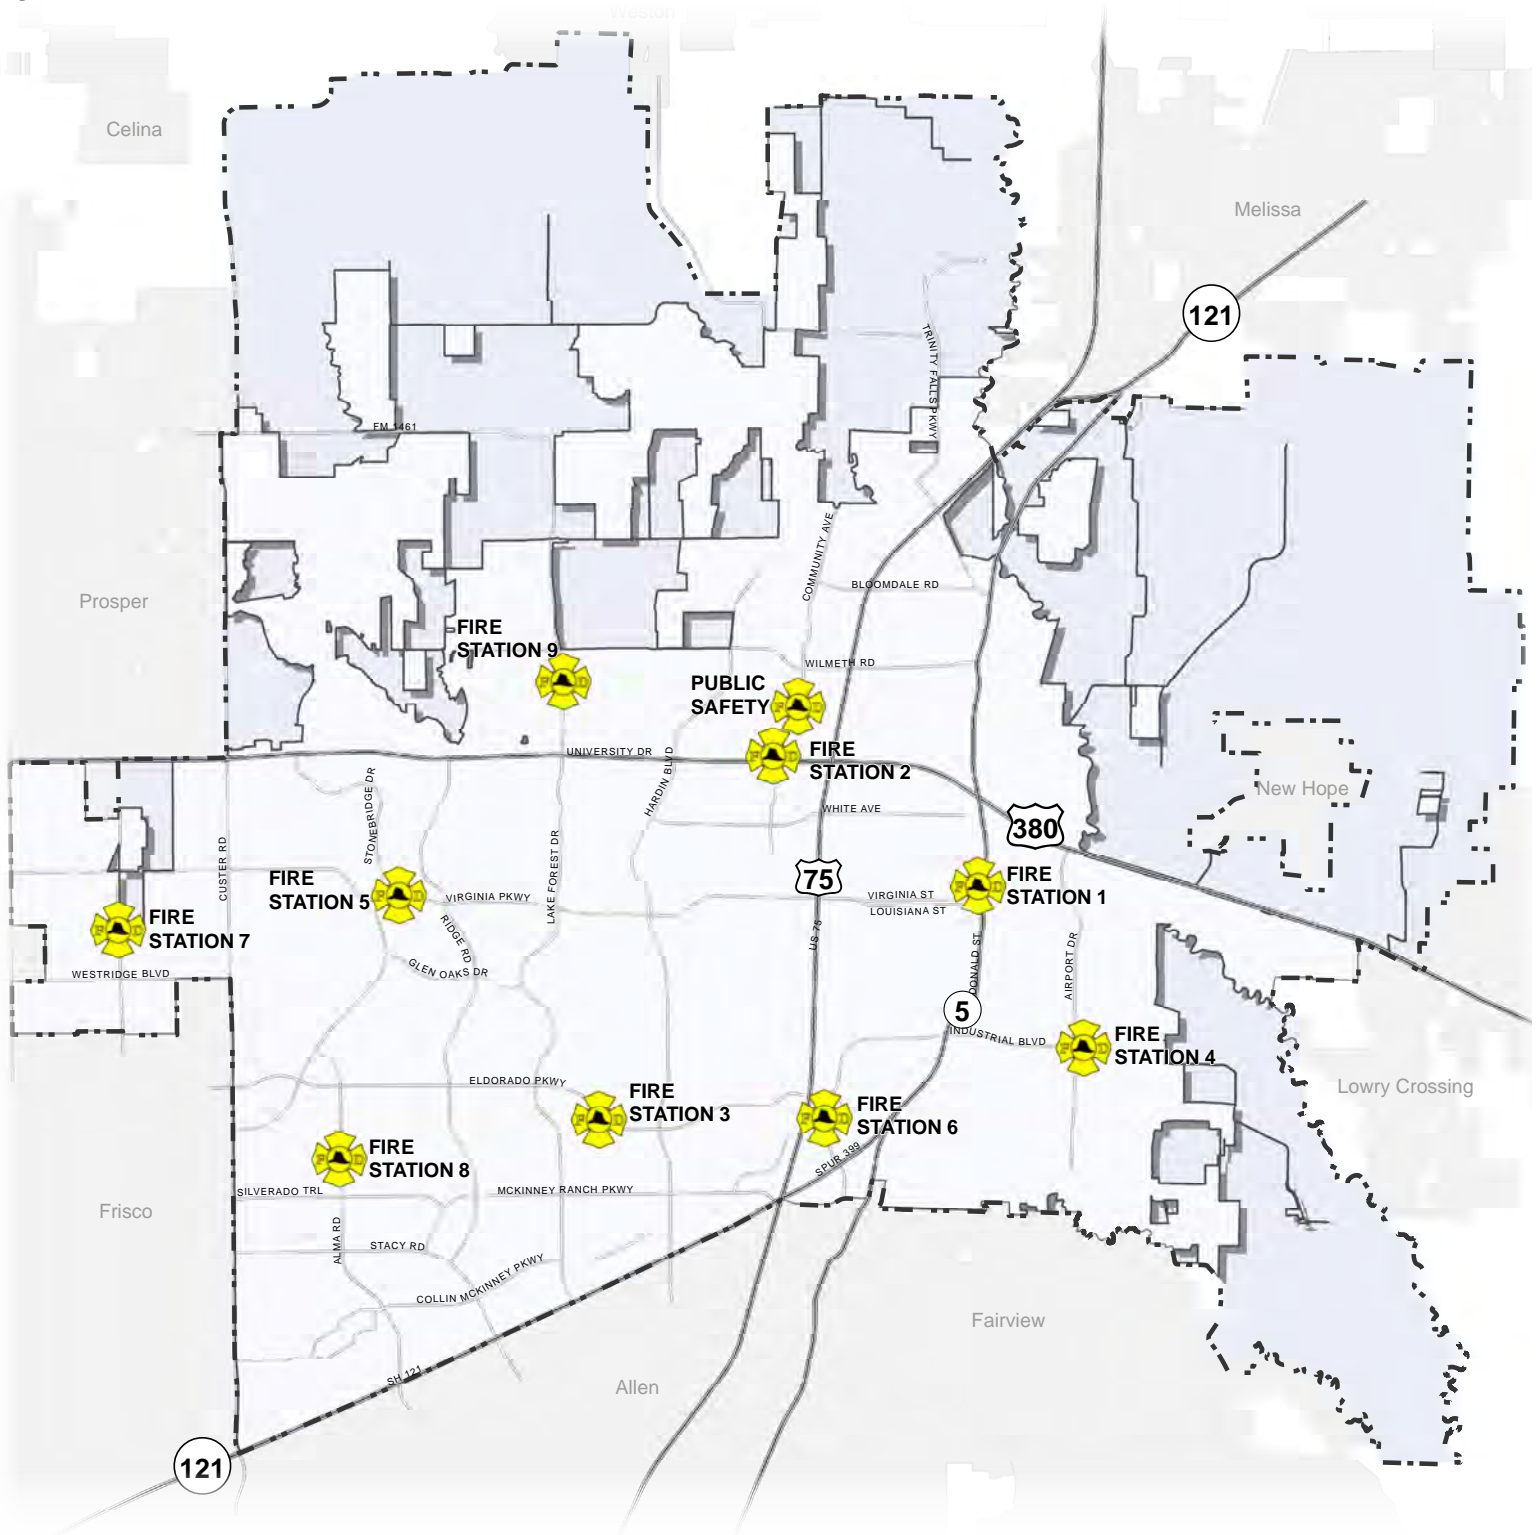 Weston
Celina
Melissa
121
TRINITY FALLS PKWY
FM 1461
COMMUNITY AVE
BLOOMDALE RD
Prosper
FIRE
STATION 9
WILMETH RD
PUBLIC
SAFETY
UNIVERSITY DR
HARDIN BLVD
FIRE
STATION 2
New Hope
WHITE AVE
380
STONEBRIDGE DR
CUSTER RD
LAKE FOREST DR
75
FIRE
STATION 5
VIRGINIA PKWY
VIRGINIA ST
LOUISIANA ST
FIRE
STATION 1
FIRE
STATION 7
RIDGE RD
US 75
WESTRIDGE BLVD
GLEN OAKS DR
DONALD ST
AIRPORT DR
5
INDUSTRIAL BLVD
FIRE
STATION 4
ELDORADO PKWY
Lowry Crossing
FIRE
STATION 3
FIRE
STATION 6
FIRE
STATION 8
SPUR 399
SILVERADO TRL
MCKINNEY RANCH PKWY
Frisco
ALMA RD
STACY RD
COLLIN MCKINNEY PKWY
Fairview
SH 121
Allen
121